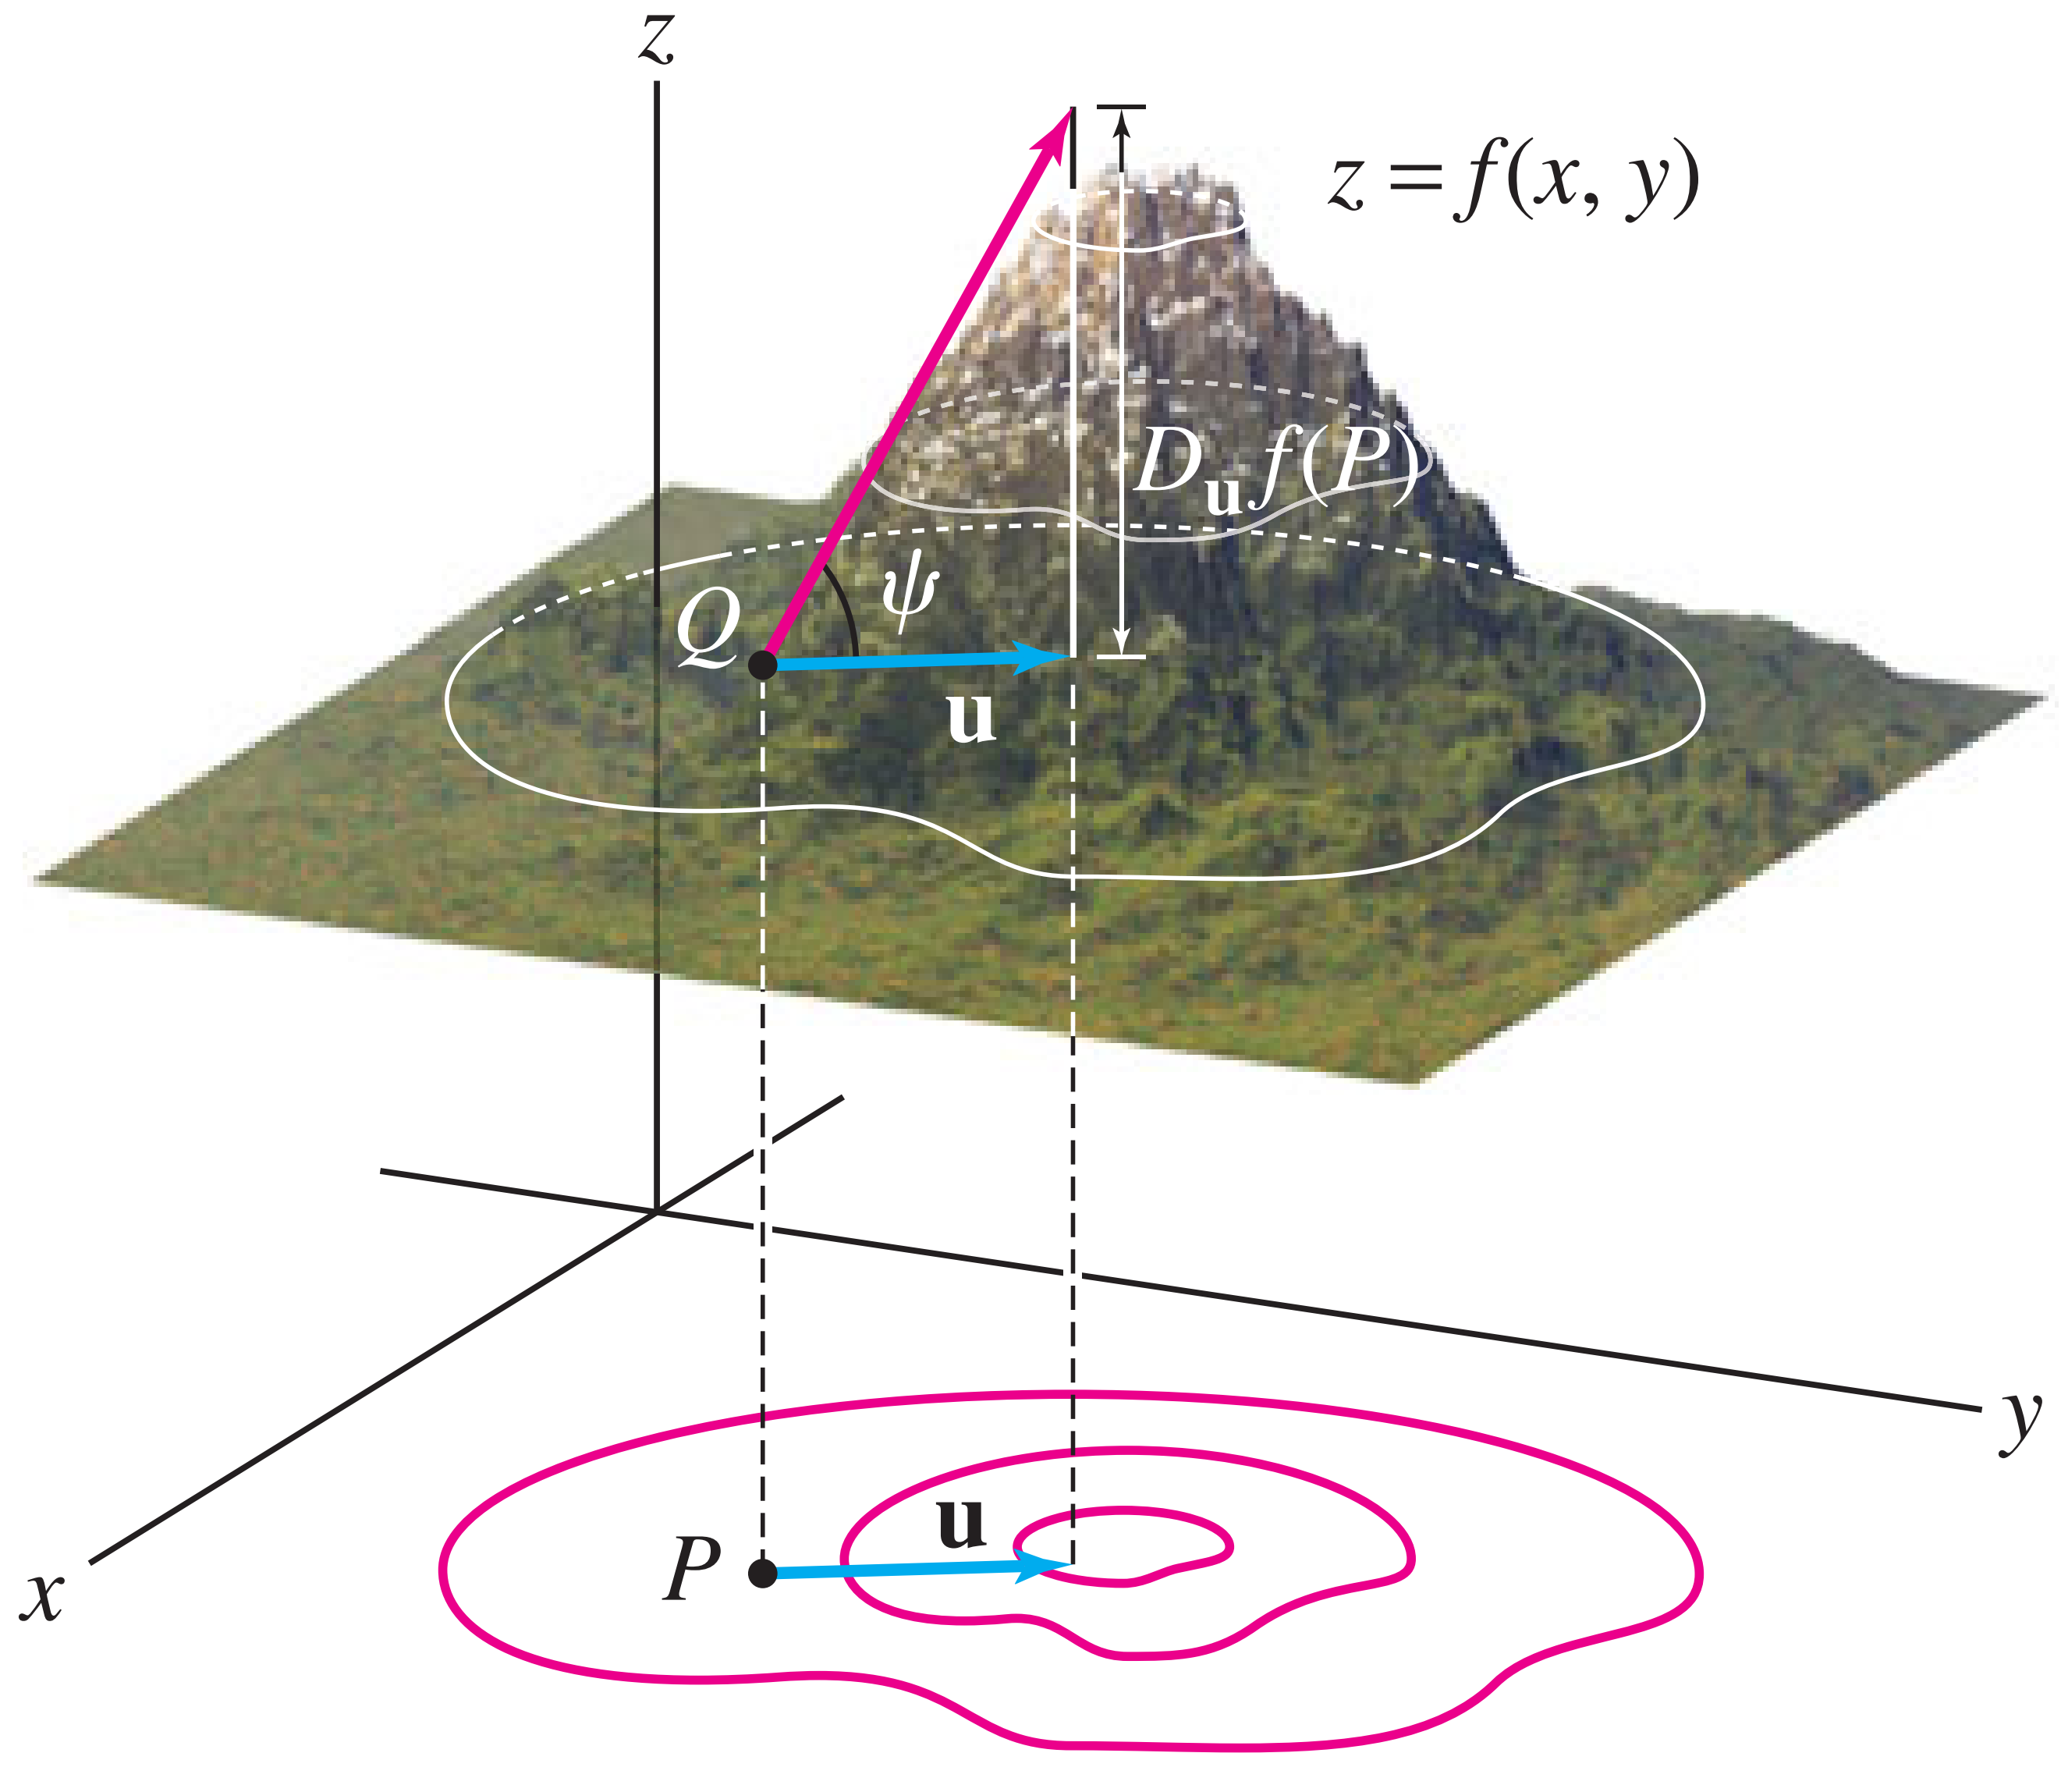 z
z = f(x, y)
D_u f(P)
ψ
Q
u
y
u
P
x